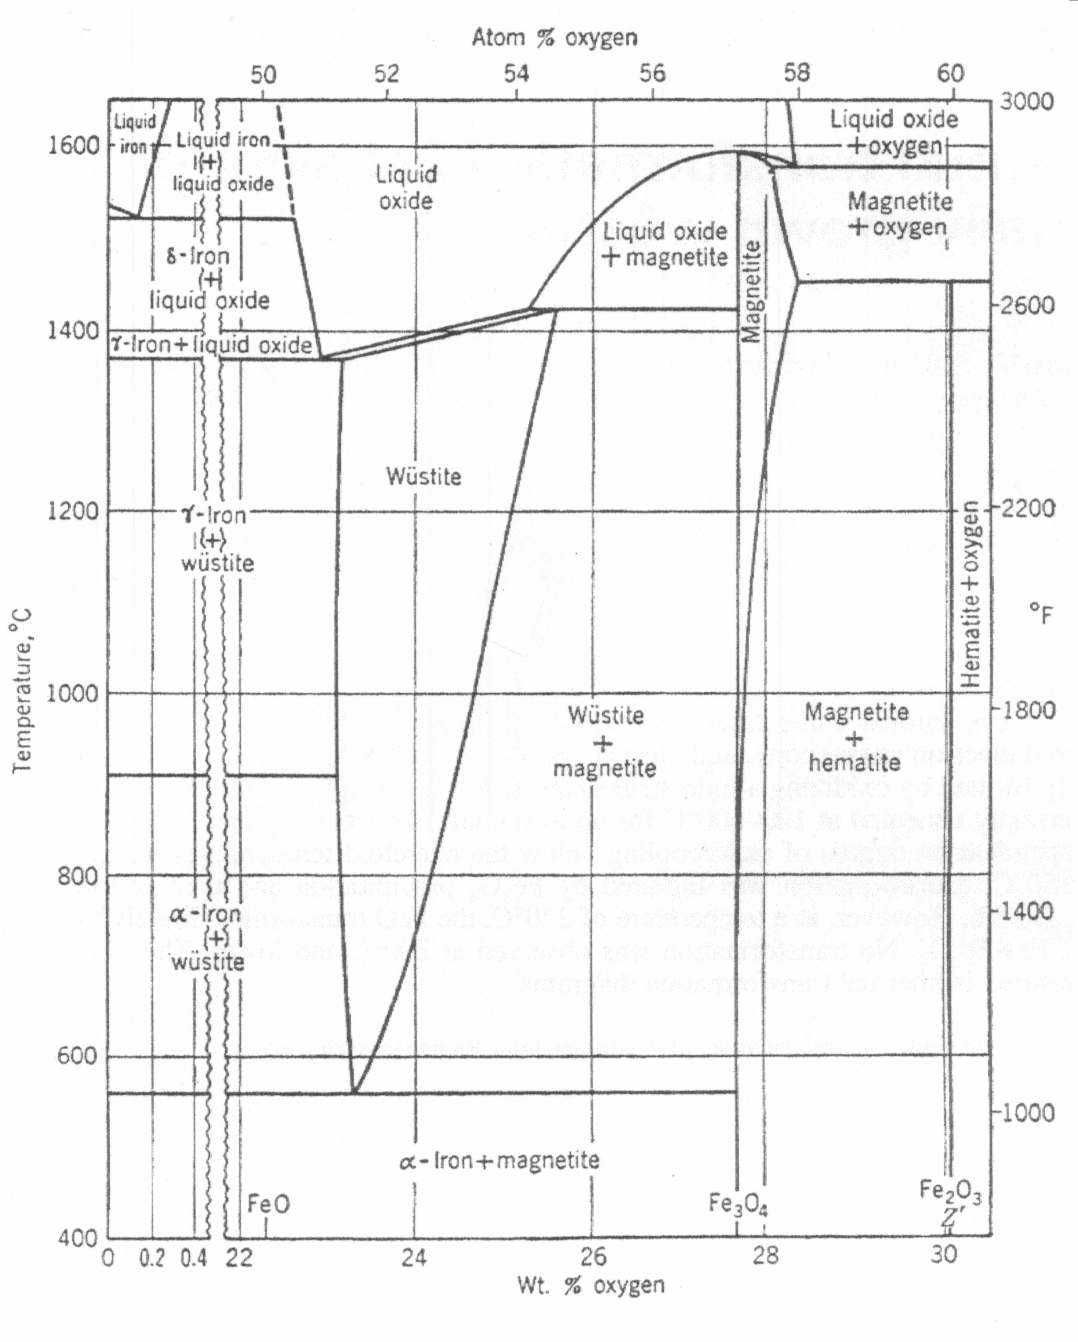 Atom % oxygen
50 52 54 56 58 60
3000
Liquid
iron
Liquid iron
(+)
liquid oxide
Liquid
oxide
Liquid oxide
+oxygen
1600
Magnetite
+oxygen
Liquid oxide
+ magnetite
δ-Iron
(+)
liquid oxide
Magnetite
2600
1400
γ-Iron+liquid oxide
Wüstite
1200
2200
γ-Iron
(+)
wüstite
Hematite+oxygen
°F
Temperature, °C
1000
1800
Wüstite
+
magnetite
Magnetite
+
hematite
800
1400
α-Iron
(+)
wüstite
600
1000
α-Iron+magnetite
FeO
Fe3O4
Fe2O3
Z′
400
0 0.2 0.4 22 24 26 28 30
Wt. % oxygen